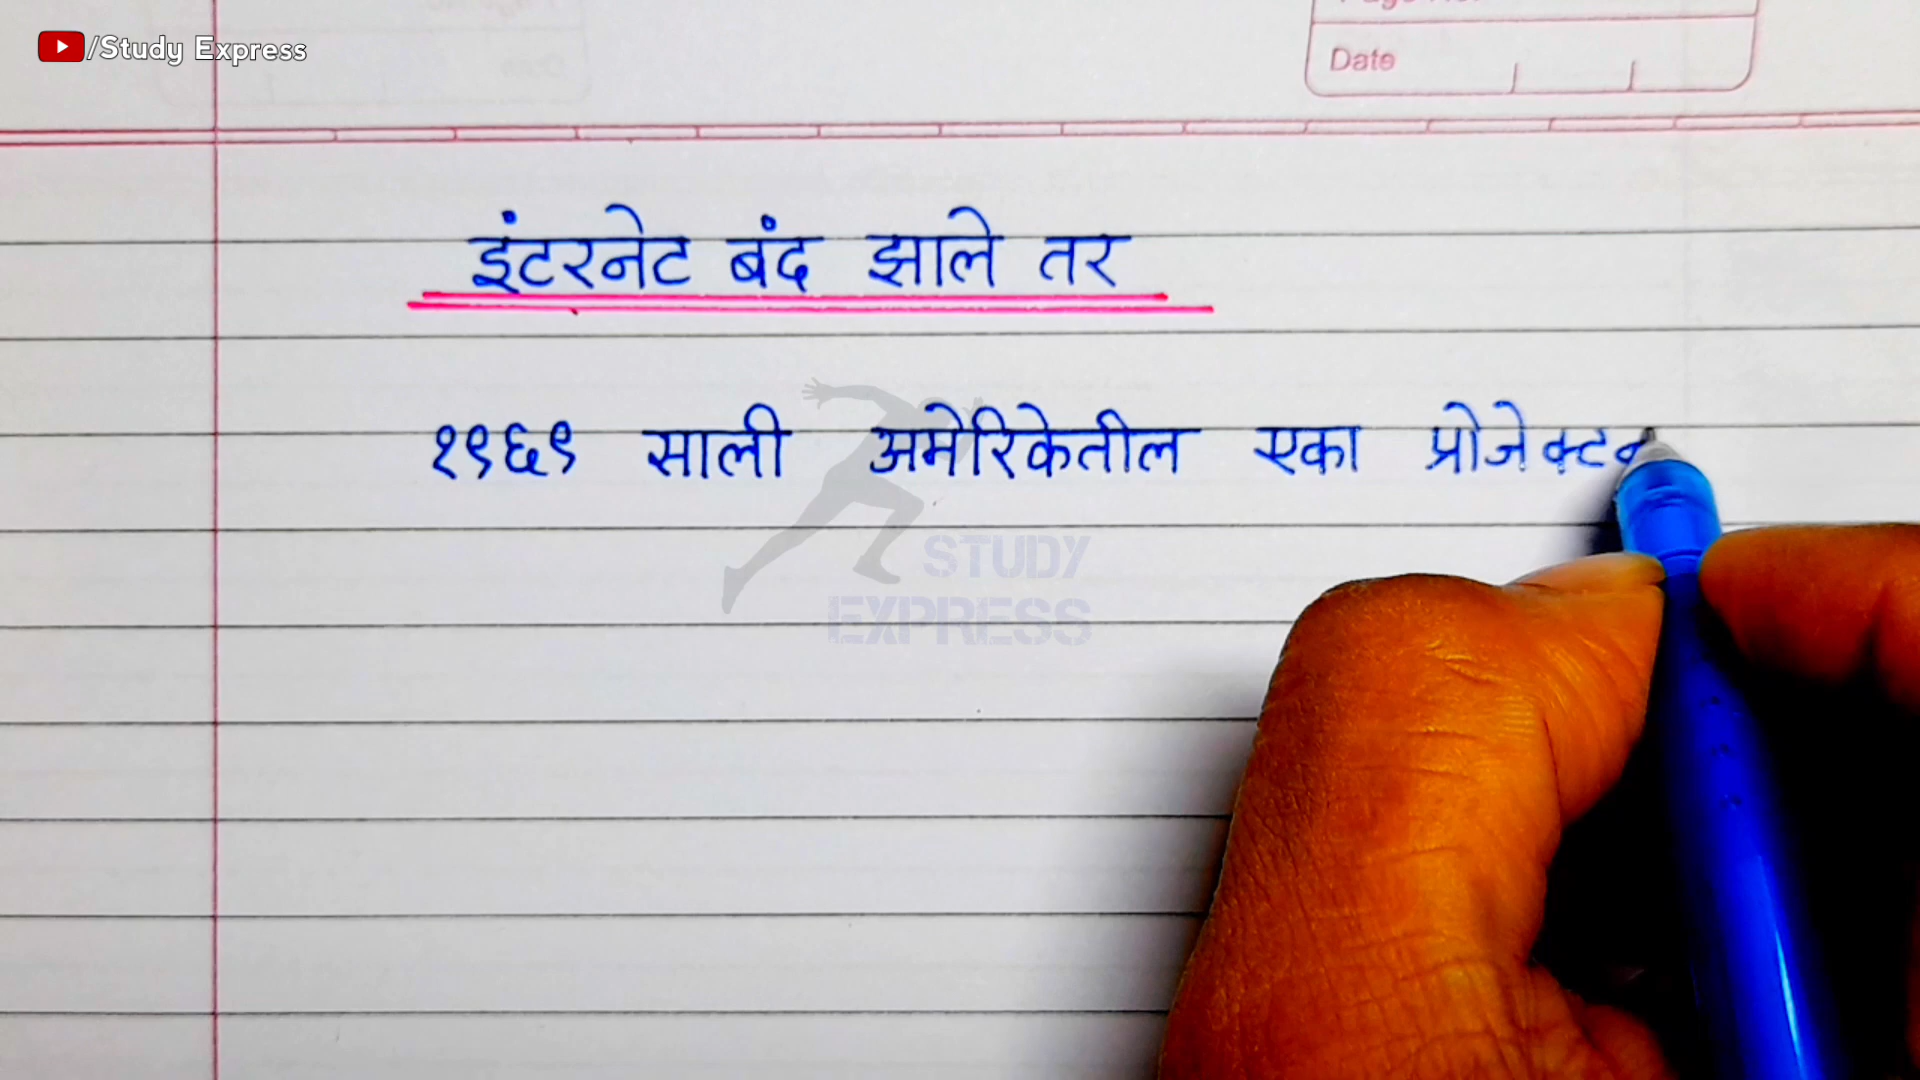 /Study Express
Date
इंटरनेट बंद झाले तर
१९६९ साली अमेरिकेतील एका
STUDY
EXPRESS